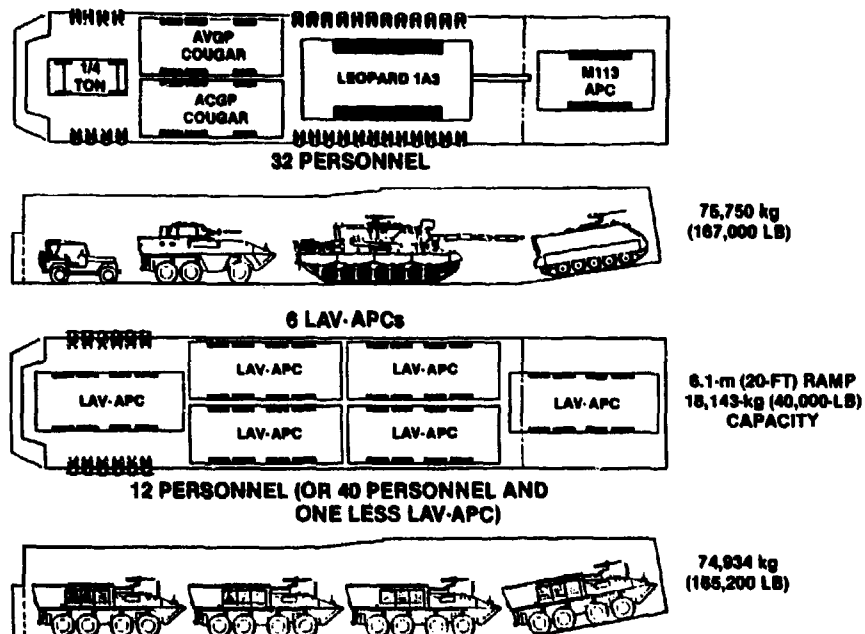 1/4
TON
AVGP
COUGAR
ACGP
COUGAR
LEOPARD 1A3
M113
APC
32 PERSONNEL
75,750 kg
(167,000 LB)
6 LAV-APCs
LAV-APC
LAV-APC
LAV-APC
LAV-APC
LAV-APC
LAV-APC
6.1-m (20-FT) RAMP
18,143-kg (40,000-LB)
CAPACITY
12 PERSONNEL (OR 40 PERSONNEL AND
ONE LESS LAV-APC)
74,934 kg
(165,200 LB)